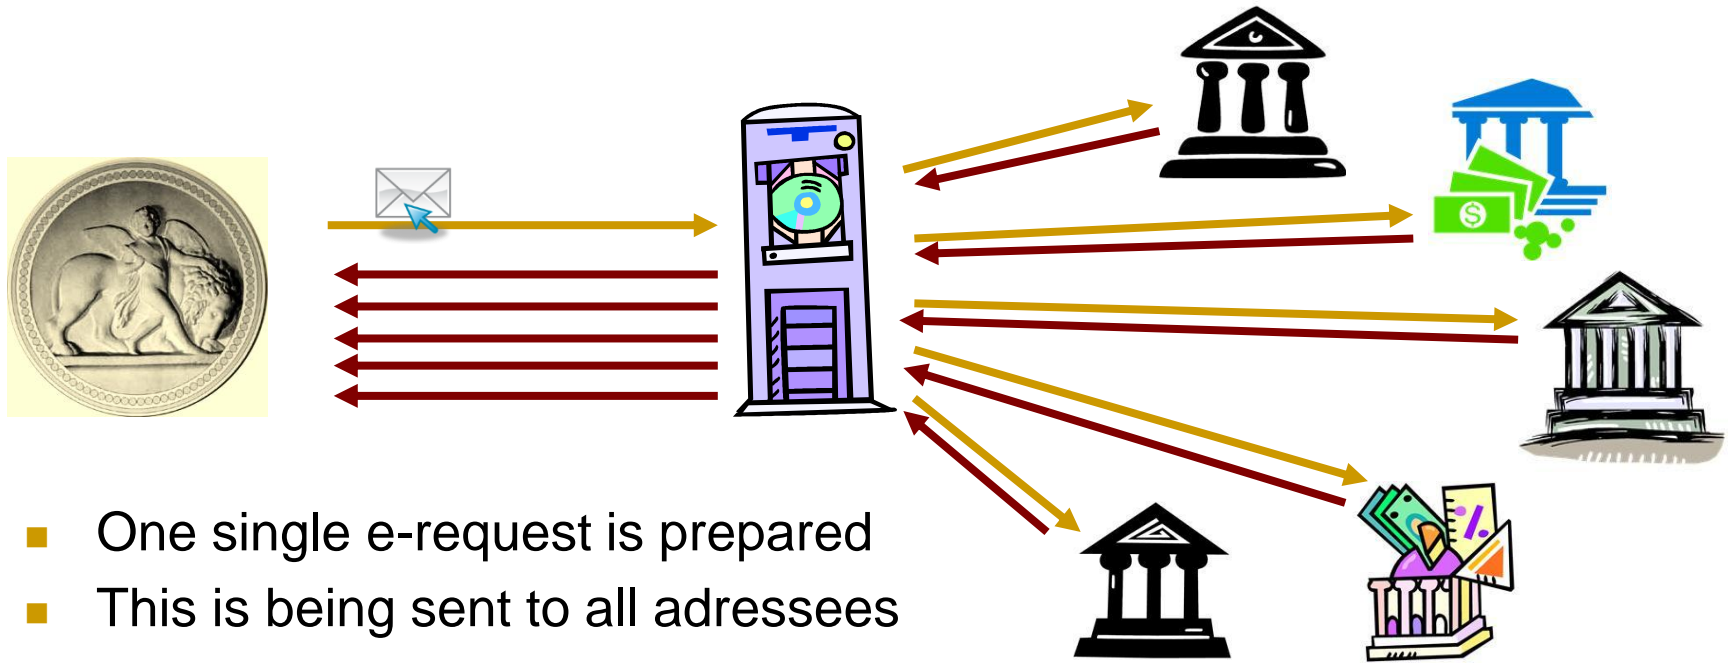 One single e-request is prepared
This is being sent to all adressees